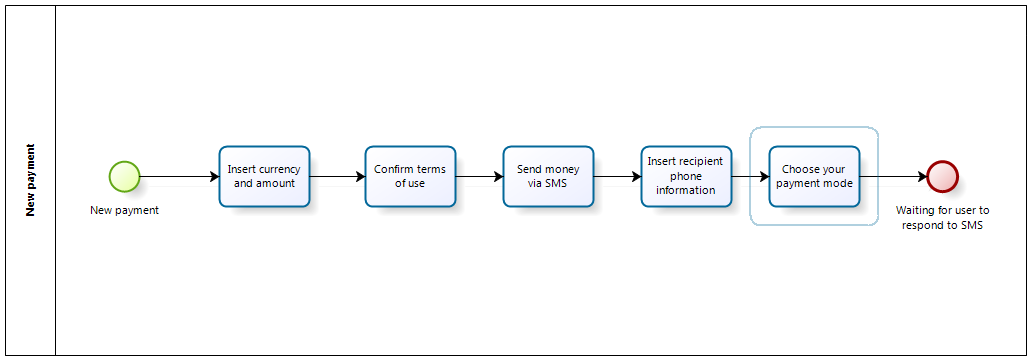 New payment
New payment
Insert currency
and amount
Confirm terms
of use
Send money
via SMS
Insert recipient
phone
information
Choose your
payment mode
Waiting for user to
respond to SMS